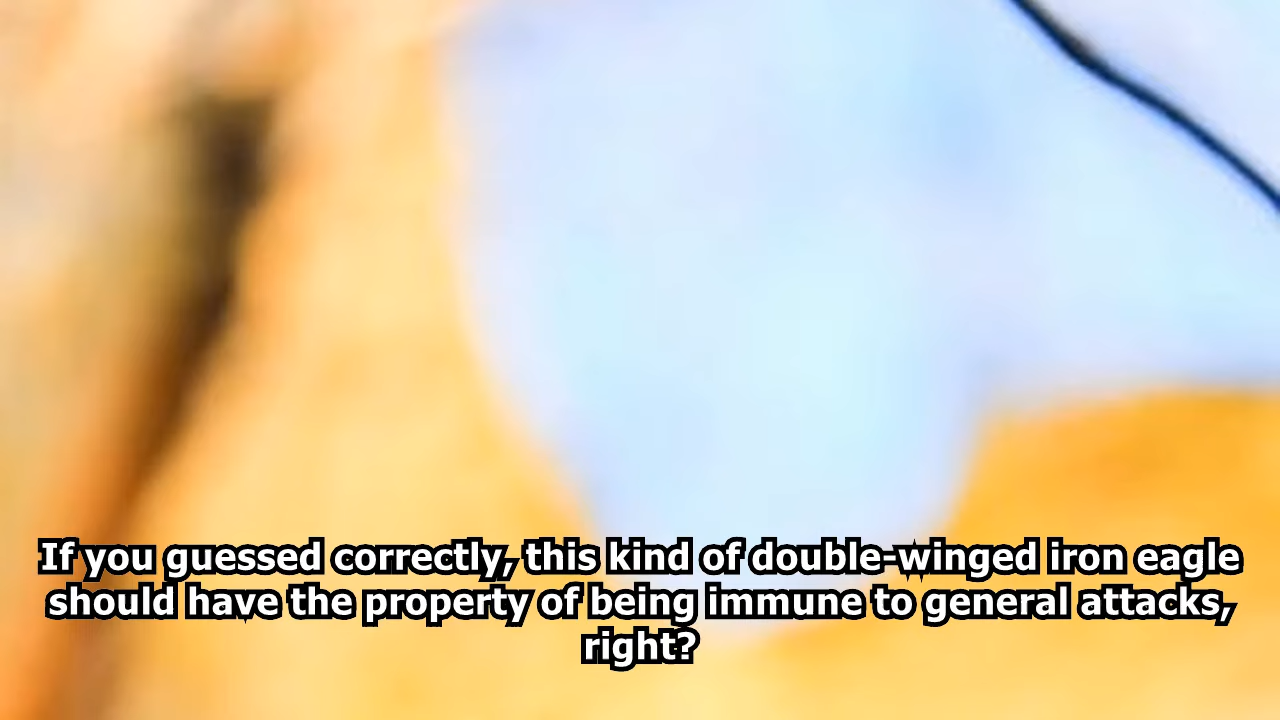 If you guessed correctly, this kind of double-winged iron eagle
should have the property of being immune to general attacks,
right?